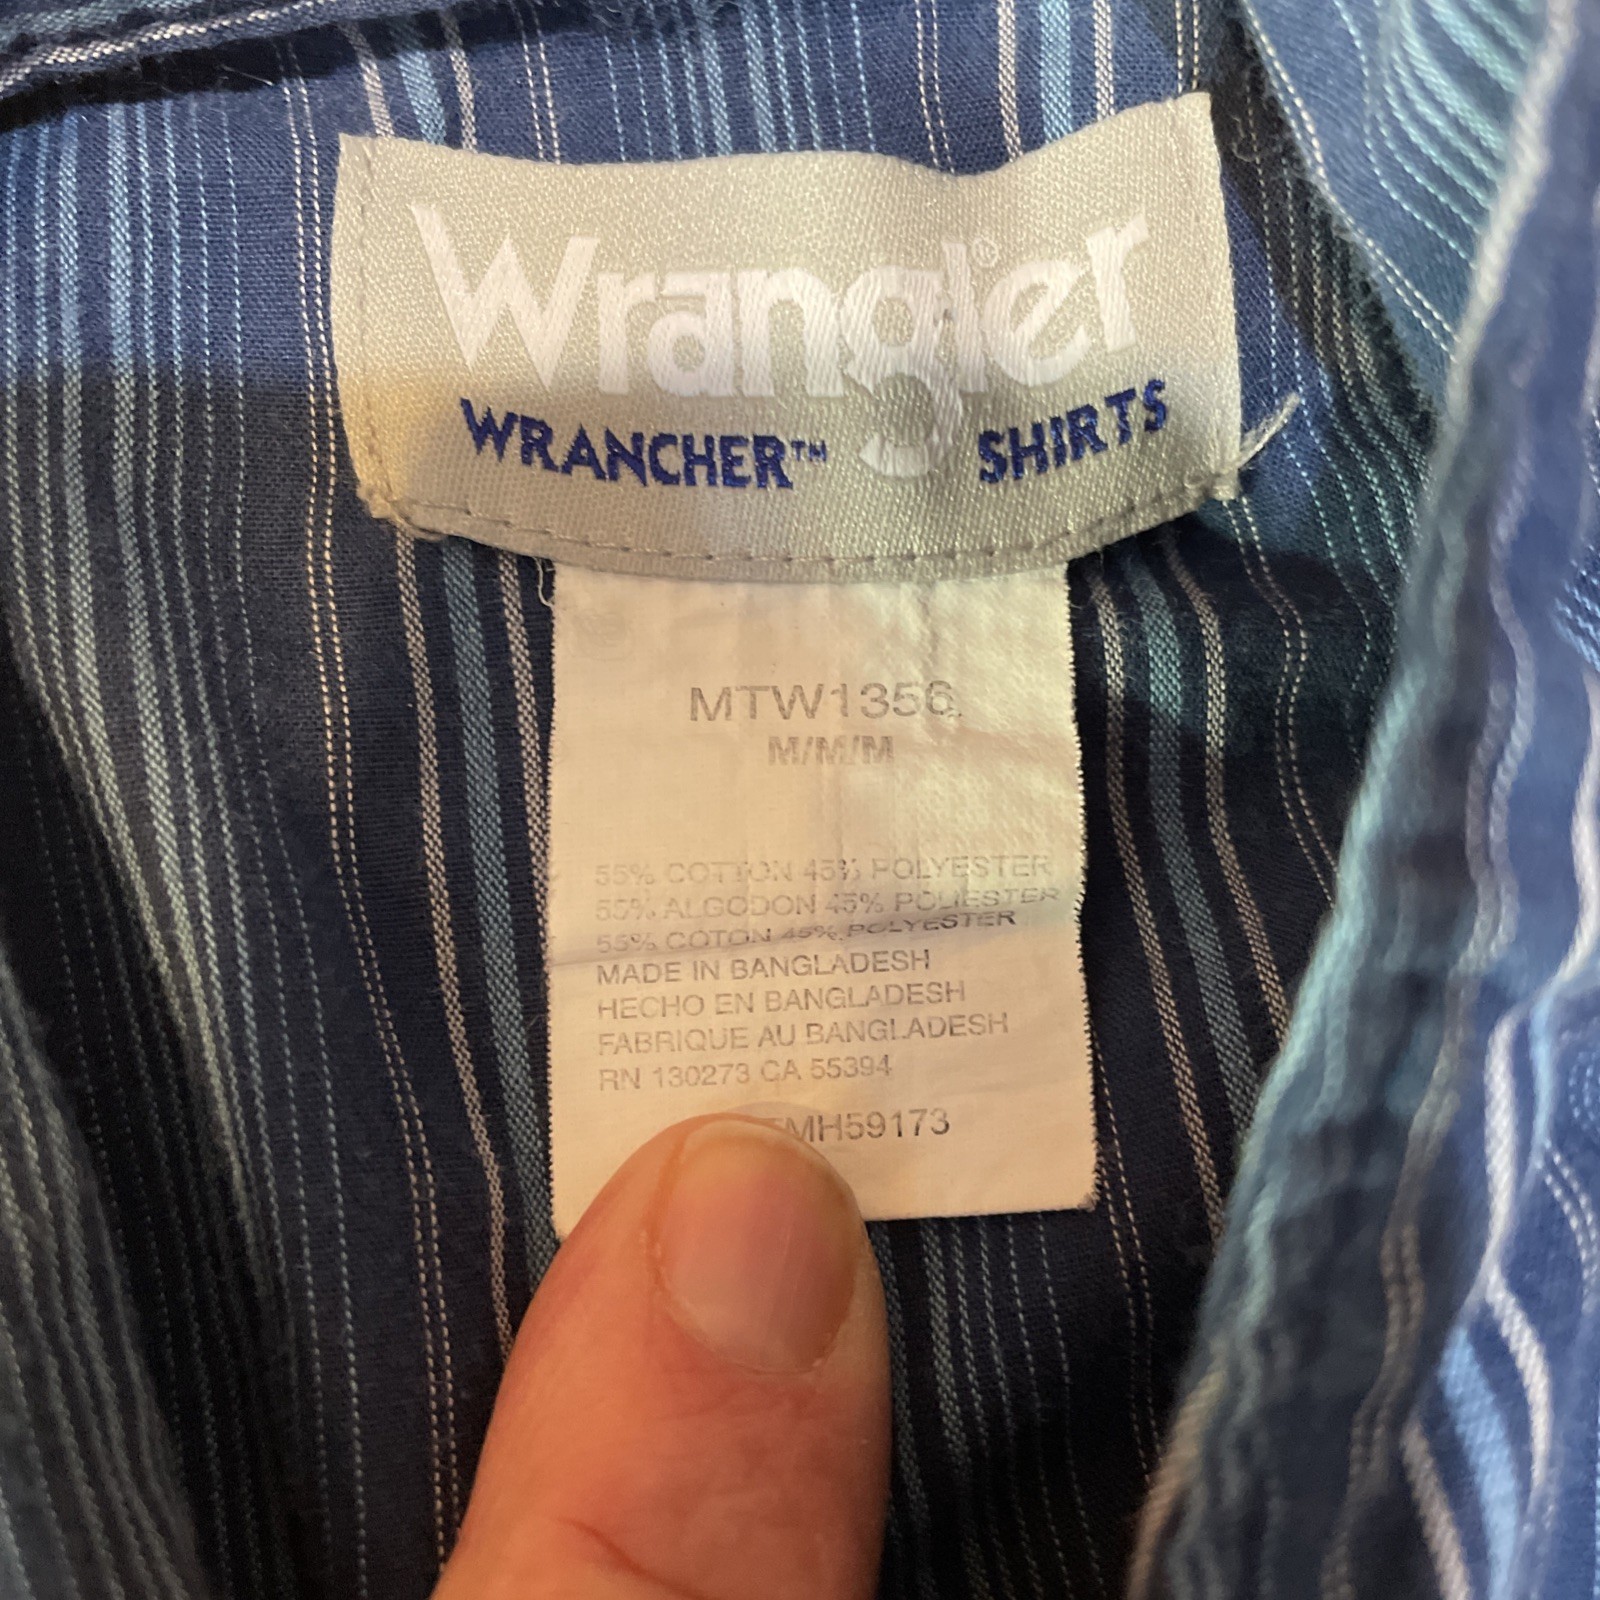 Wrangler®
WRANCHER™ SHIRTS
MTW1356
M/M/M
55% COTTON 45% POLYESTER
55% ALGODON 45% POLIESTER
55% COTON 45% POLYESTER
MADE IN BANGLADESH
HECHO EN BANGLADESH
FABRIQUE AU BANGLADESH
RN 130273 CA 55394
MH59173